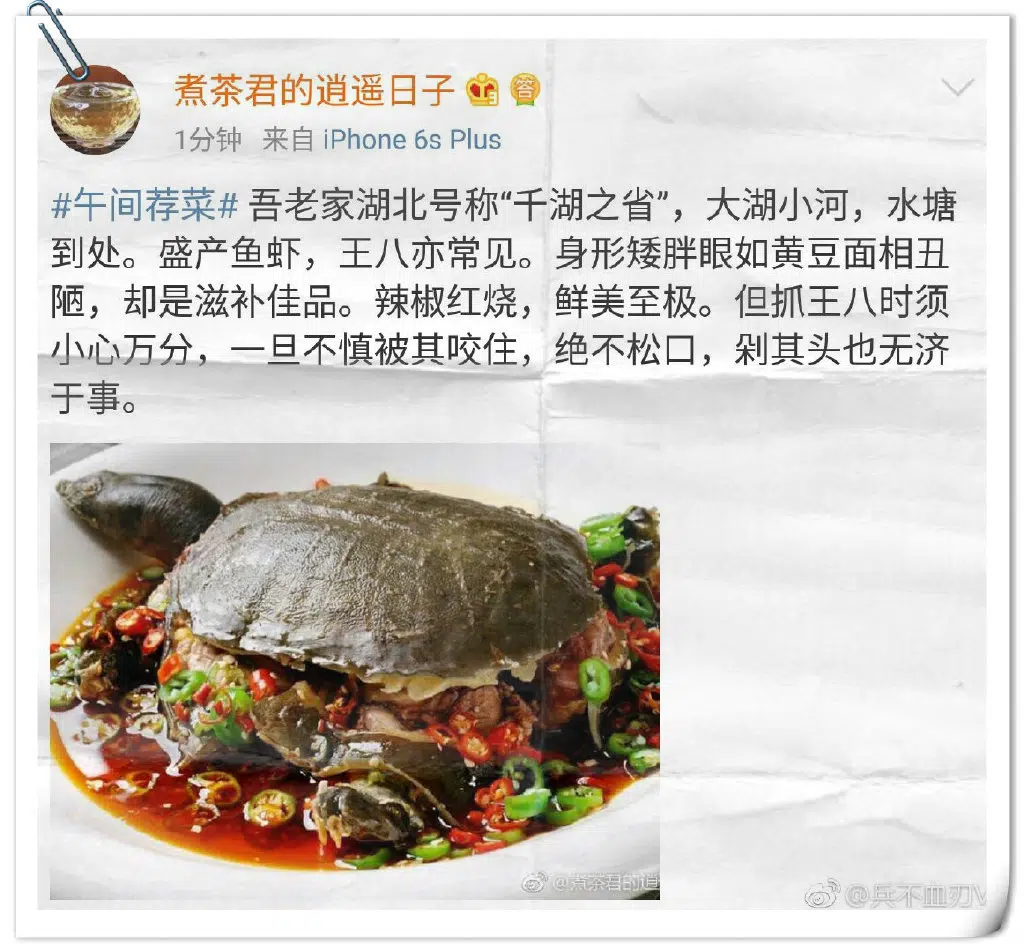 煮茶君的逍遥日子
答
1分钟 来自 iPhone 6s Plus
#午间荐菜# 吾老家湖北号称“千湖之省”，大湖小河，水塘
到处。盛产鱼虾，王八亦常见。身形矮胖眼如黄豆面相丑
陋，却是滋补佳品。辣椒红烧，鲜美至极。但抓王八时须
小心万分，一旦不慎被其咬住，绝不松口，剁其头也无济
于事。
@煮茶君的逍
@兵不血刃V